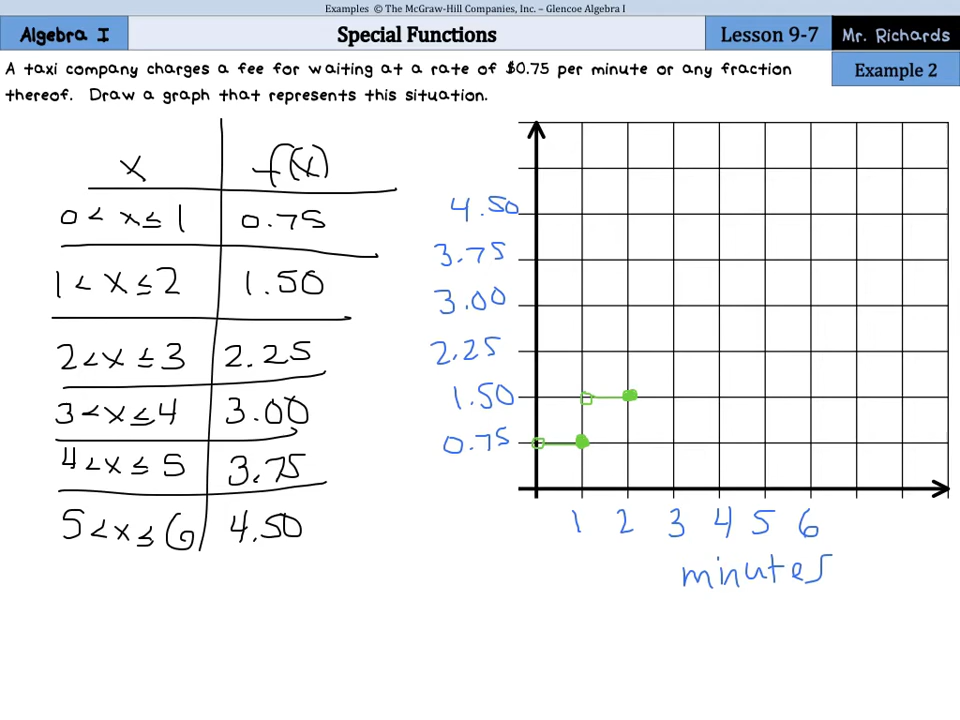 Examples © The McGraw-Hill Companies, Inc. – Glencoe Algebra I
Algebra I
Special Functions
Lesson 9-7
Mr. Richards
A taxi company charges a fee for waiting at a rate of $0.75 per minute or any fraction
thereof. Draw a graph that represents this situation.
Example 2
x f(x)
0 < x ≤ 1 0.75
1 < x ≤ 2 1.50
2 < x ≤ 3 2.25
3 < x ≤ 4 3.00
4 < x ≤ 5 3.75
5 < x ≤ 6 4.50
4.50
3.75
3.00
2.25
1.50
0.75
1 2 3 4 5 6
minutes